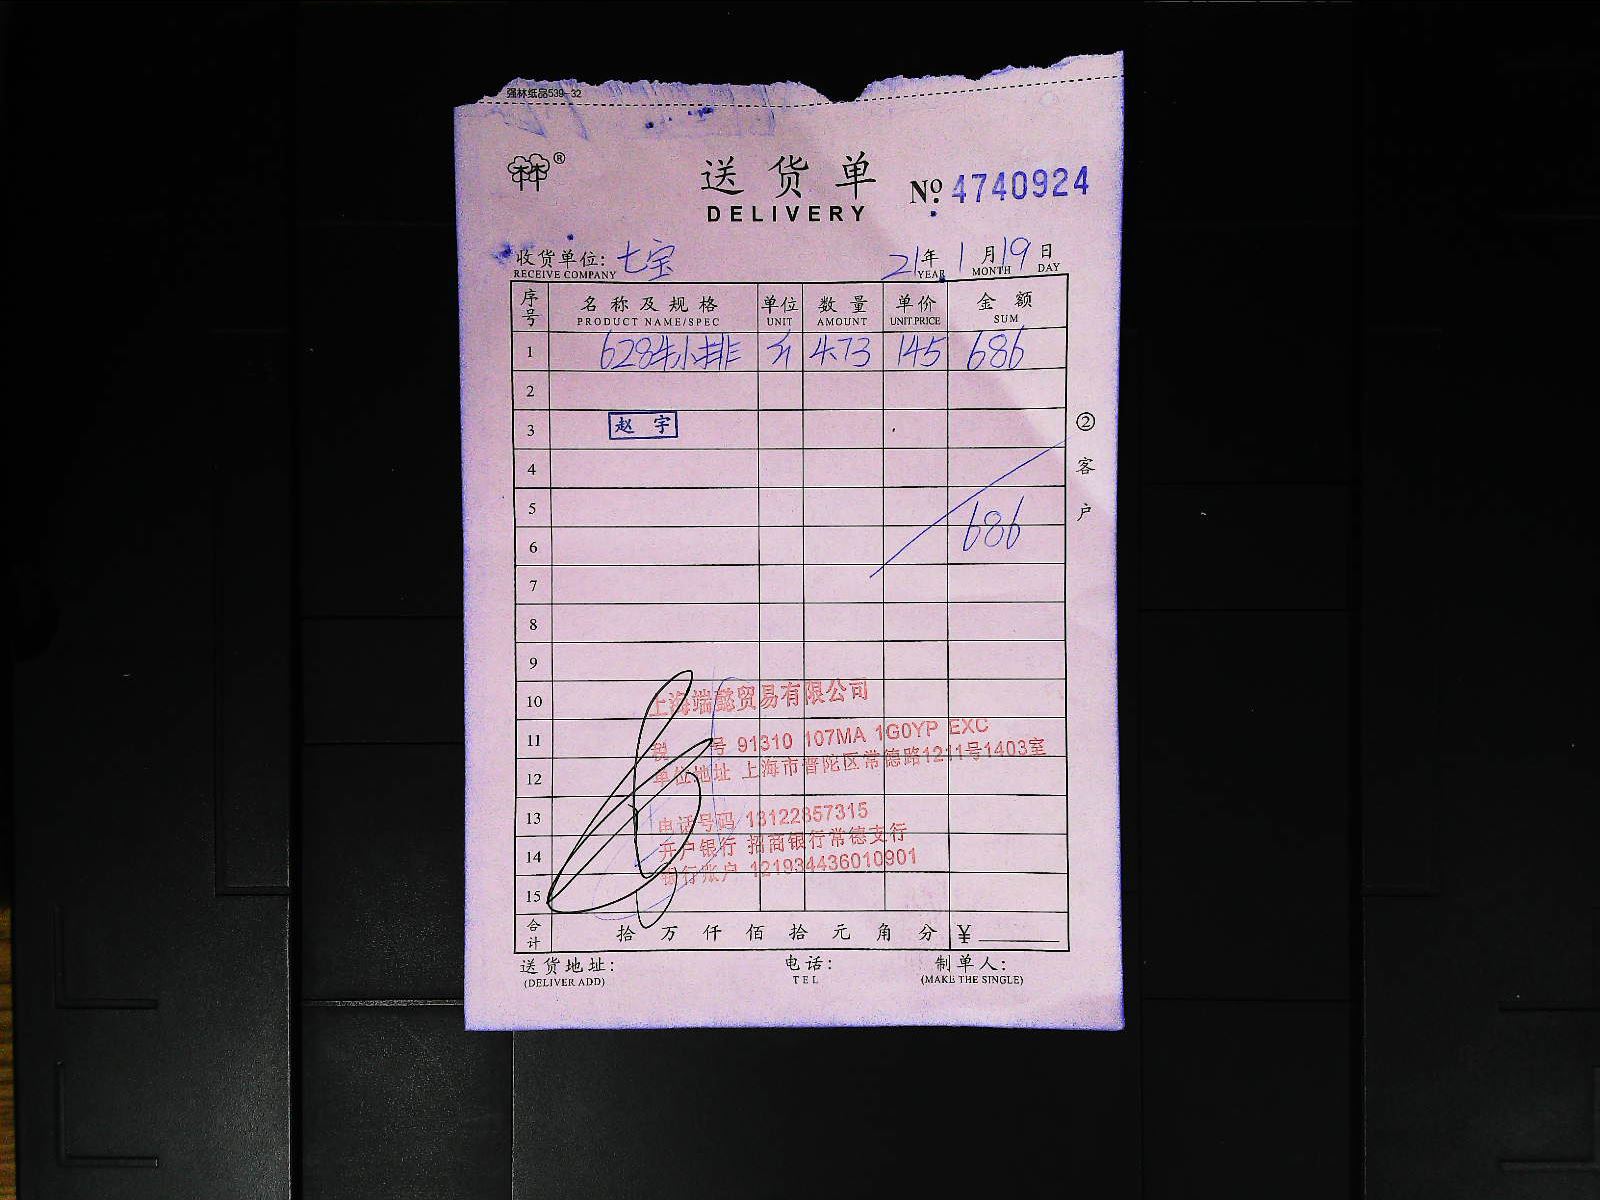 强林纸品539-32
林®
送货单
DELIVERY
№ 4740924
收货单位: 七宝 21年1月19日
RECEIVE COMPANY YEAR MONTH DAY
序号 名称及规格 单位 数量 单价 金额
PRODUCT NAME/SPEC UNIT AMOUNT UNIT PRICE SUM
1 628牛小排 斤 4.73 145 686
2
3 赵宇
4
5
6 686
7
8
9
10
11
12
13
14
15
②客户
上海端懿贸易有限公司
税号 91310 107MA 1G0YP EXC
单位地址 上海市普陀区常德路1211号1403室
电话号码 13122857315
开户银行 招商银行常德支行
银行账户 121934436010901
合计 拾万仟佰拾元角分 ¥
送货地址: 电话: 制单人:
(DELIVER ADD) TEL (MAKE THE SINGLE)